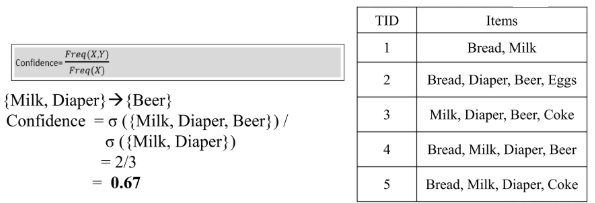 Confidence= Freq(X,Y)
Freq(X)
{Milk, Diaper} → {Beer}
Confidence = σ ({Milk, Diaper, Beer}) /
σ ({Milk, Diaper})
= 2/3
= 0.67
TID Items
1 Bread, Milk
2 Bread, Diaper, Beer, Eggs
3 Milk, Diaper, Beer, Coke
4 Bread, Milk, Diaper, Beer
5 Bread, Milk, Diaper, Coke